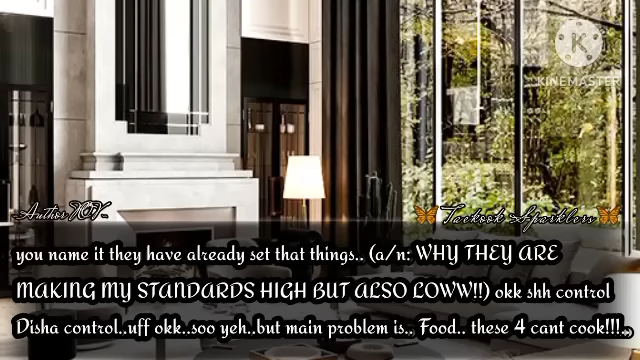 K
KINEMASTER
Author POV..
🦋 Taekook Sparklers 🦋
you name it they have already set that things.. (a/n: WHY THEY ARE
MAKING MY STANDARDS HIGH BUT ALSO LOWW!!) okk shh control
Disha control..uff okk..soo yeh..but main problem is.. Food.. these 4 cant cook!!!..